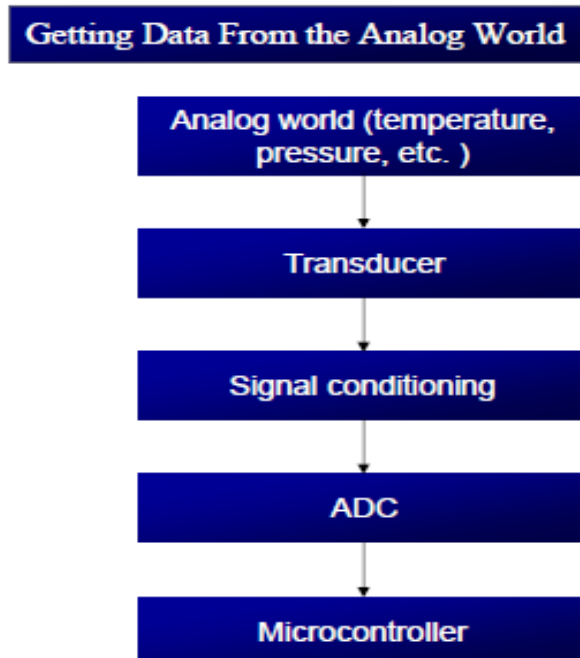 Getting Data From the Analog World
Analog world (temperature,
pressure, etc. )
Transducer
Signal conditioning
ADC
Microcontroller